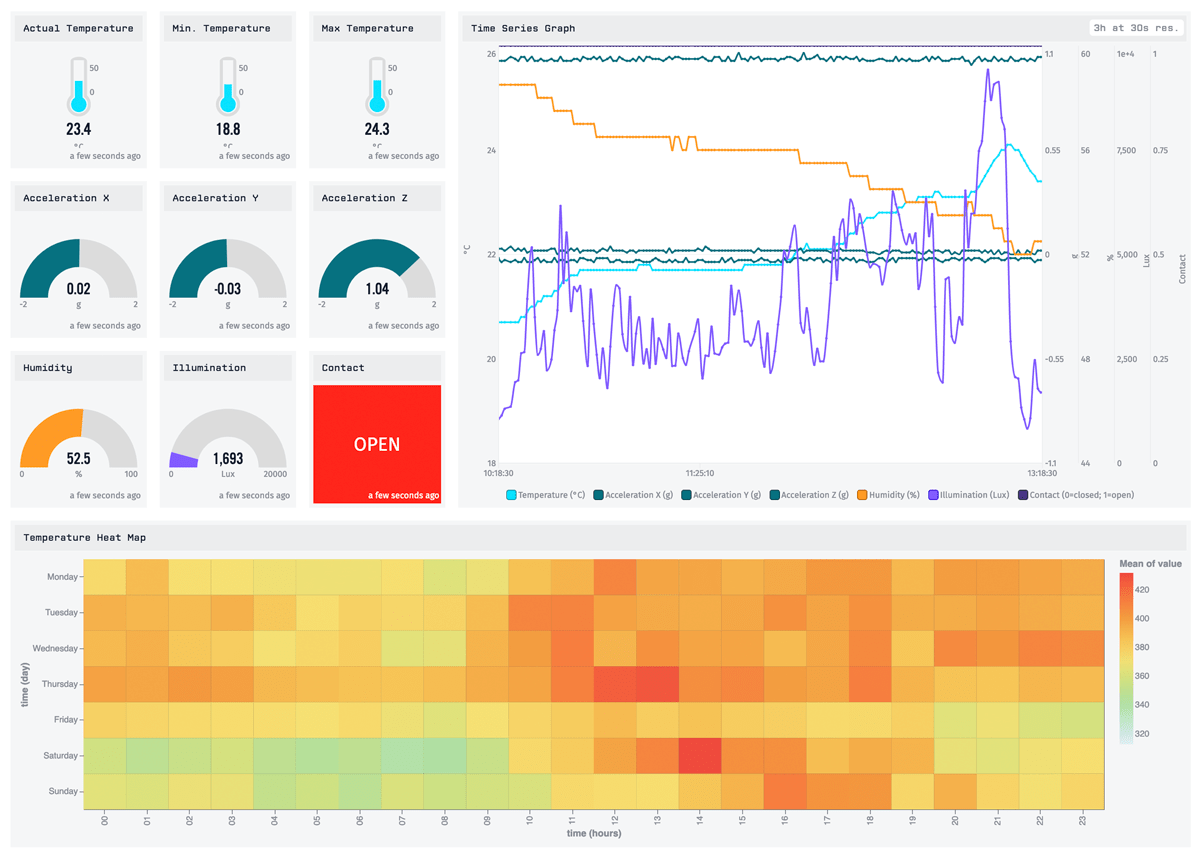 Actual Temperature
50
0
23.4
°C
a few seconds ago
Min. Temperature
50
0
18.8
°C
a few seconds ago
Max Temperature
50
0
24.3
°C
a few seconds ago
Acceleration X
0.02
-2
g
2
a few seconds ago
Acceleration Y
-0.03
-2
g
2
a few seconds ago
Acceleration Z
1.04
-2
g
2
a few seconds ago
Humidity
52.5
0
%
100
a few seconds ago
Illumination
1,693
0
Lux
20000
a few seconds ago
Contact
OPEN
a few seconds ago
Time Series Graph
3h at 30s res.
26
24
22
20
18
°C
1.1
0.55
0
-0.55
-1.1
g
60
56
52
48
44
%
1e+4
7,500
5,000
2,500
0
Lux
1
0.75
0.5
0.25
0
Contact
10:18:30
11:25:10
13:18:30
Temperature (°C)
Acceleration X (g)
Acceleration Y (g)
Acceleration Z (g)
Humidity (%)
Illumination (Lux)
Contact (0=closed; 1=open)
Temperature Heat Map
time (day)
Monday
Tuesday
Wednesday
Thursday
Friday
Saturday
Sunday
00 01 02 03 04 05 06 07 08 09 10 11 12 13 14 15 16 17 18 19 20 21 22 23
time (hours)
Mean of value
420
400
380
360
340
320